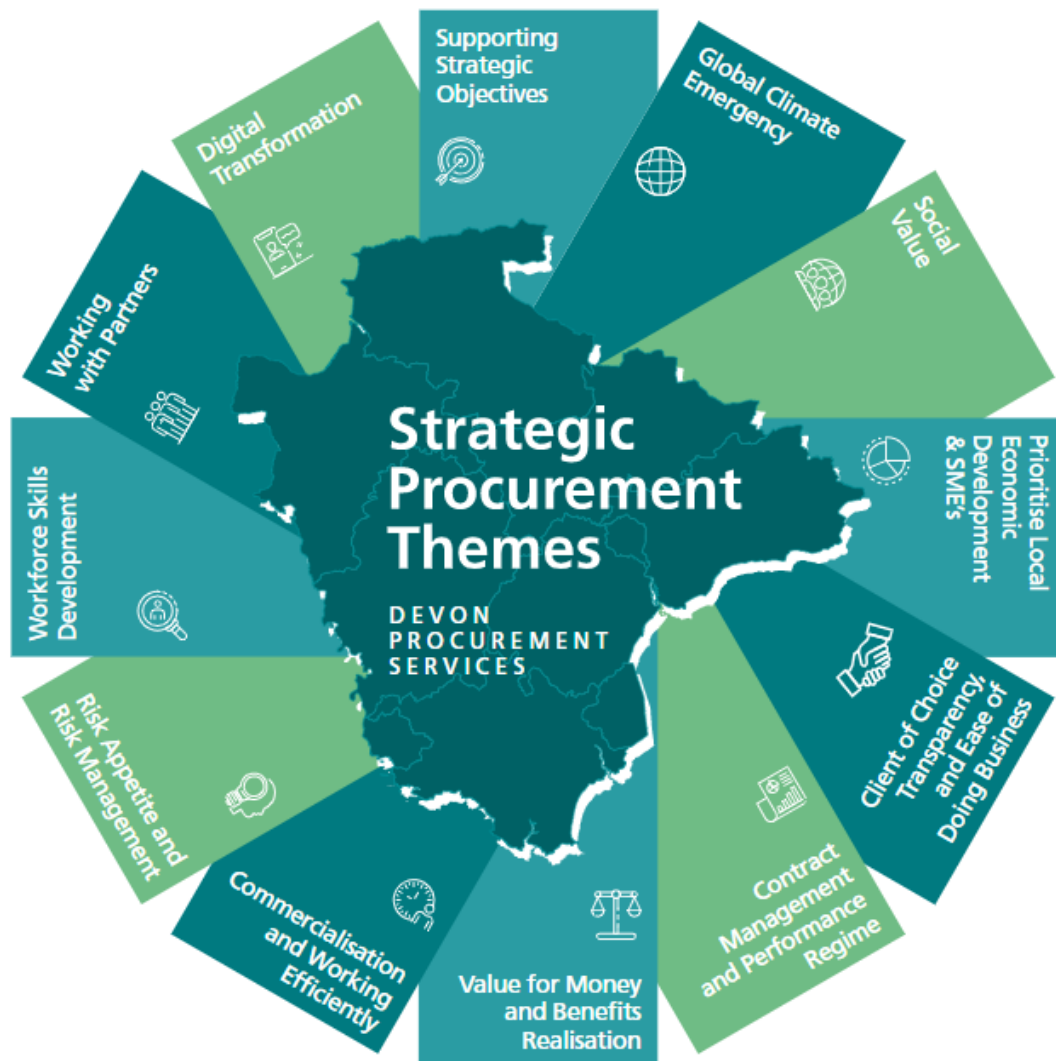 Supporting
Strategic
Objectives
Global Climate
Emergency
Social
Value
Prioritise Local
Economic
Development
& SME's
Client of Choice
Transparency,
and Ease of
Doing Business
Contract
Management
and Performance
Regime
Value for Money
and Benefits
Realisation
Commercialisation
and Working
Efficiently
Risk Appetite and
Risk Management
Workforce Skills
Development
Working
with Partners
Digital
Transformation
Strategic
Procurement
Themes
DEVON
PROCUREMENT
SERVICES